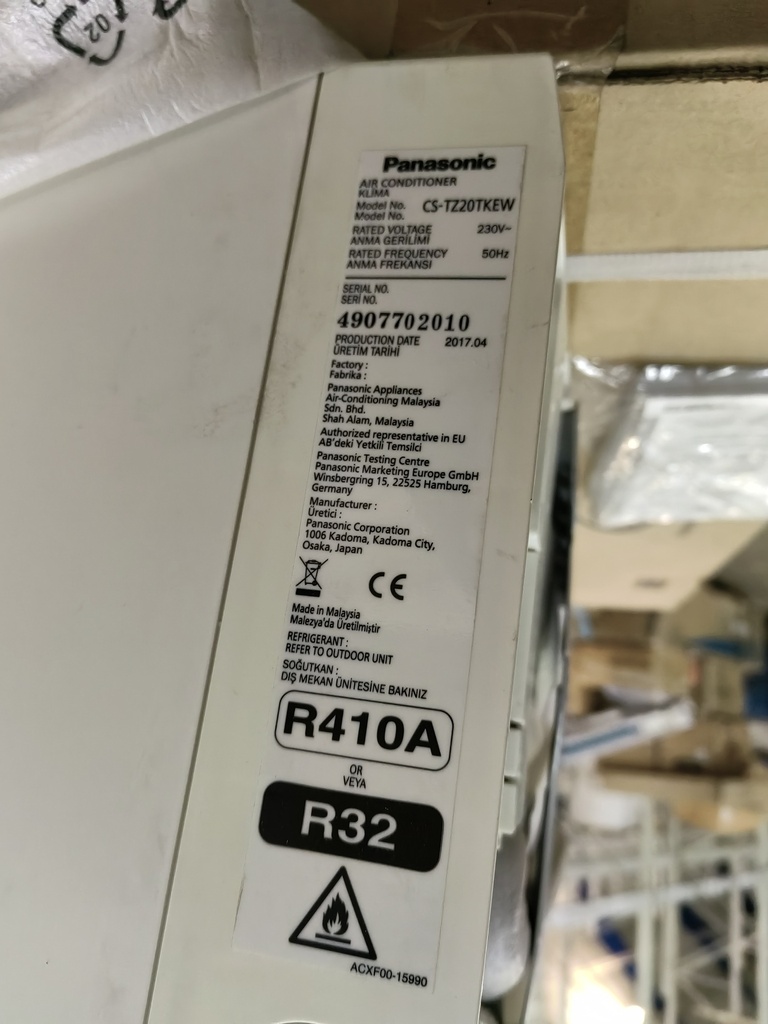 02
Panasonic
AIR CONDITIONER
KLİMA
Model No. CS-TZ20TKEW
Model No.
RATED VOLTAGE 230V~
ANMA GERİLİMİ
RATED FREQUENCY 50Hz
ANMA FREKANSI
SERIAL NO.
SERİ NO.
4907702010
PRODUCTION DATE 2017.04
ÜRETİM TARİHİ
Factory :
Fabrika :
Panasonic Appliances
Air-Conditioning Malaysia
Sdn. Bhd.
Shah Alam, Malaysia
Authorized representative in EU
AB'deki Yetkili Temsilci
Panasonic Testing Centre
Panasonic Marketing Europe GmbH
Winsbergring 15, 22525 Hamburg,
Germany
Manufacturer :
Üretici :
Panasonic Corporation
1006 Kadoma, Kadoma City,
Osaka, Japan
CE
Made in Malaysia
Malezya'da Üretilmiştir
REFRIGERANT :
REFER TO OUTDOOR UNIT
SOĞUTKAN :
DIŞ MEKAN ÜNİTESİNE BAKINIZ
R410A
OR
VEYA
R32
ACXF00-15990